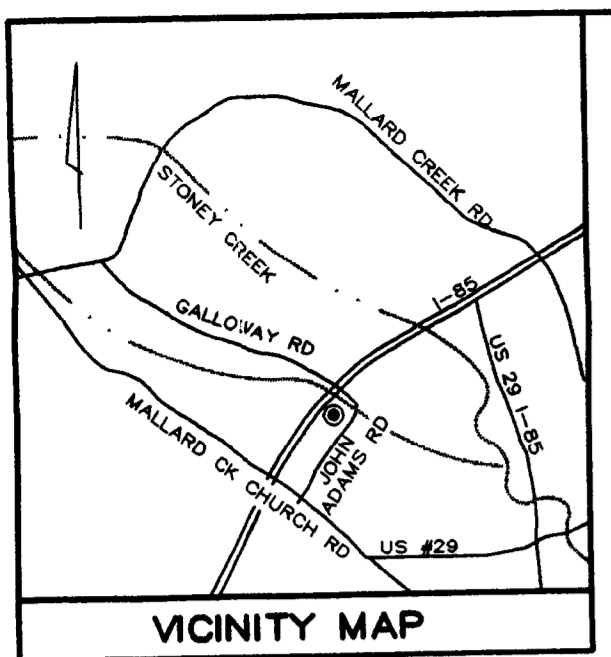 MALLARD CREEK RD
STONEY CREEK
I-85
GALLOWAY RD
US 29 I-85
MALLARD CK CHURCH RD
JOHN
ADAMS RD
US #29
VICINITY MAP